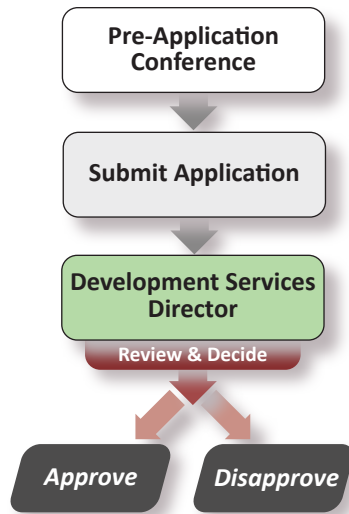 Pre-Application
Conference
Submit Application
Development Services
Director
Review & Decide
Approve
Disapprove